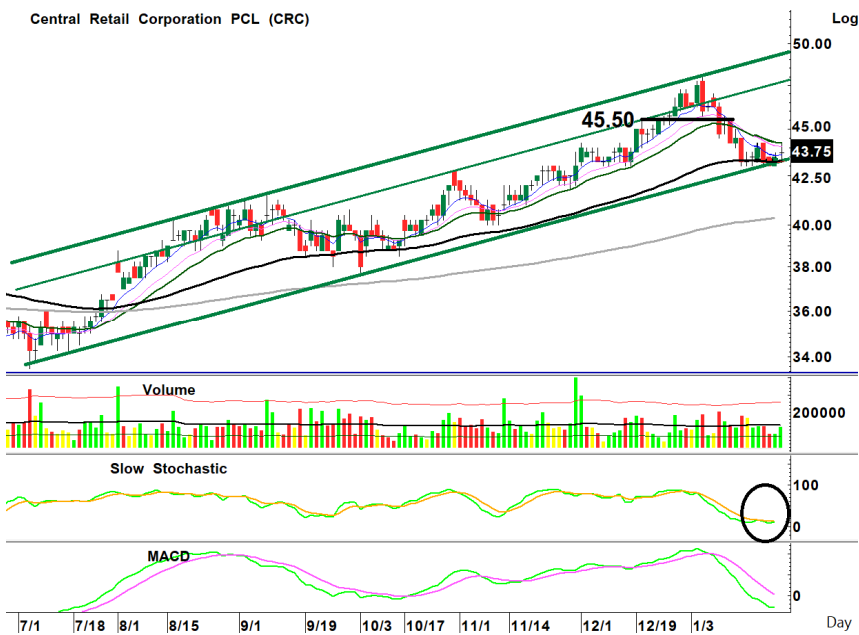 Central Retail Corporation PCL (CRC)
Log
50.00
45.50
45.00
43.75
42.50
40.00
38.00
36.00
34.00
Volume
200000
Slow Stochastic
100
0
MACD
0
7/1 7/18 8/1 8/15 9/1 9/19 10/3 10/17 11/1 11/14 12/1 12/19 1/3
Day